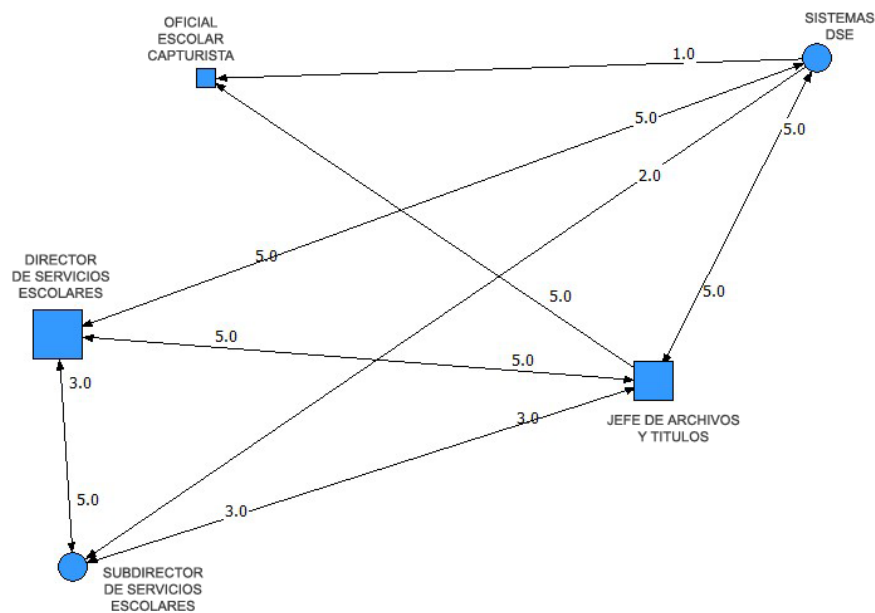 OFICIAL
ESCOLAR
CAPTURISTA
SISTEMAS
DSE
1.0
5.0
5.0
2.0
5.0
DIRECTOR
DE SERVICIOS
ESCOLARES
5.0
5.0
5.0
5.0
3.0
JEFE DE ARCHIVOS
Y TITULOS
3.0
5.0
3.0
SUBDIRECTOR
DE SERVICIOS
ESCOLARES